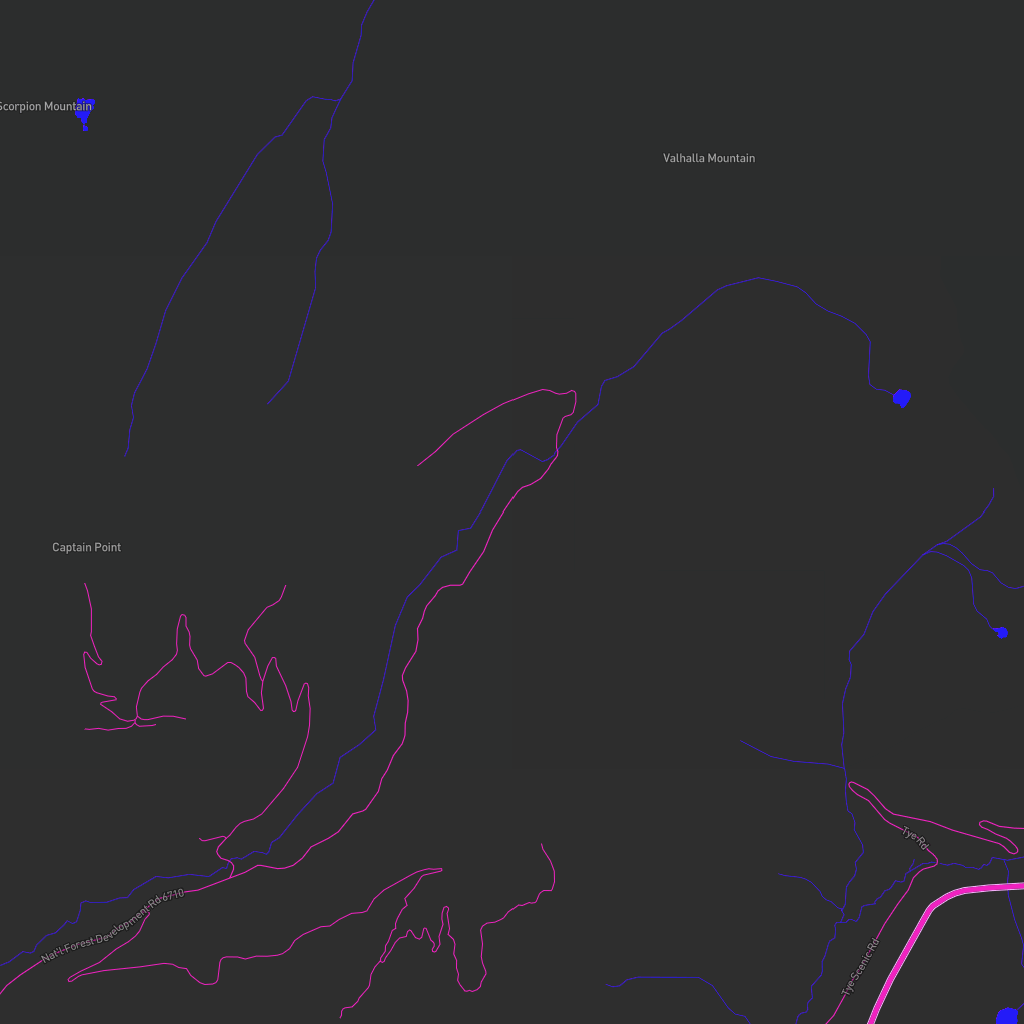 Scorpion Mountain
Valhalla Mountain
Captain Point
Tye Rd
Nat'l Forest Development Rd 6710
Tye Scenic Rd